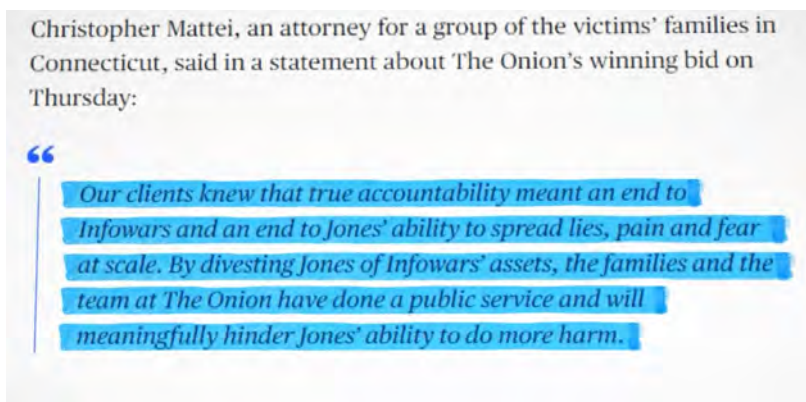 Christopher Mattei, an attorney for a group of the victims’ families in
Connecticut, said in a statement about The Onion’s winning bid on
Thursday:
“
Our clients knew that true accountability meant an end to
Infowars and an end to Jones’ ability to spread lies, pain and fear
at scale. By divesting Jones of Infowars’ assets, the families and the
team at The Onion have done a public service and will
meaningfully hinder Jones’ ability to do more harm.